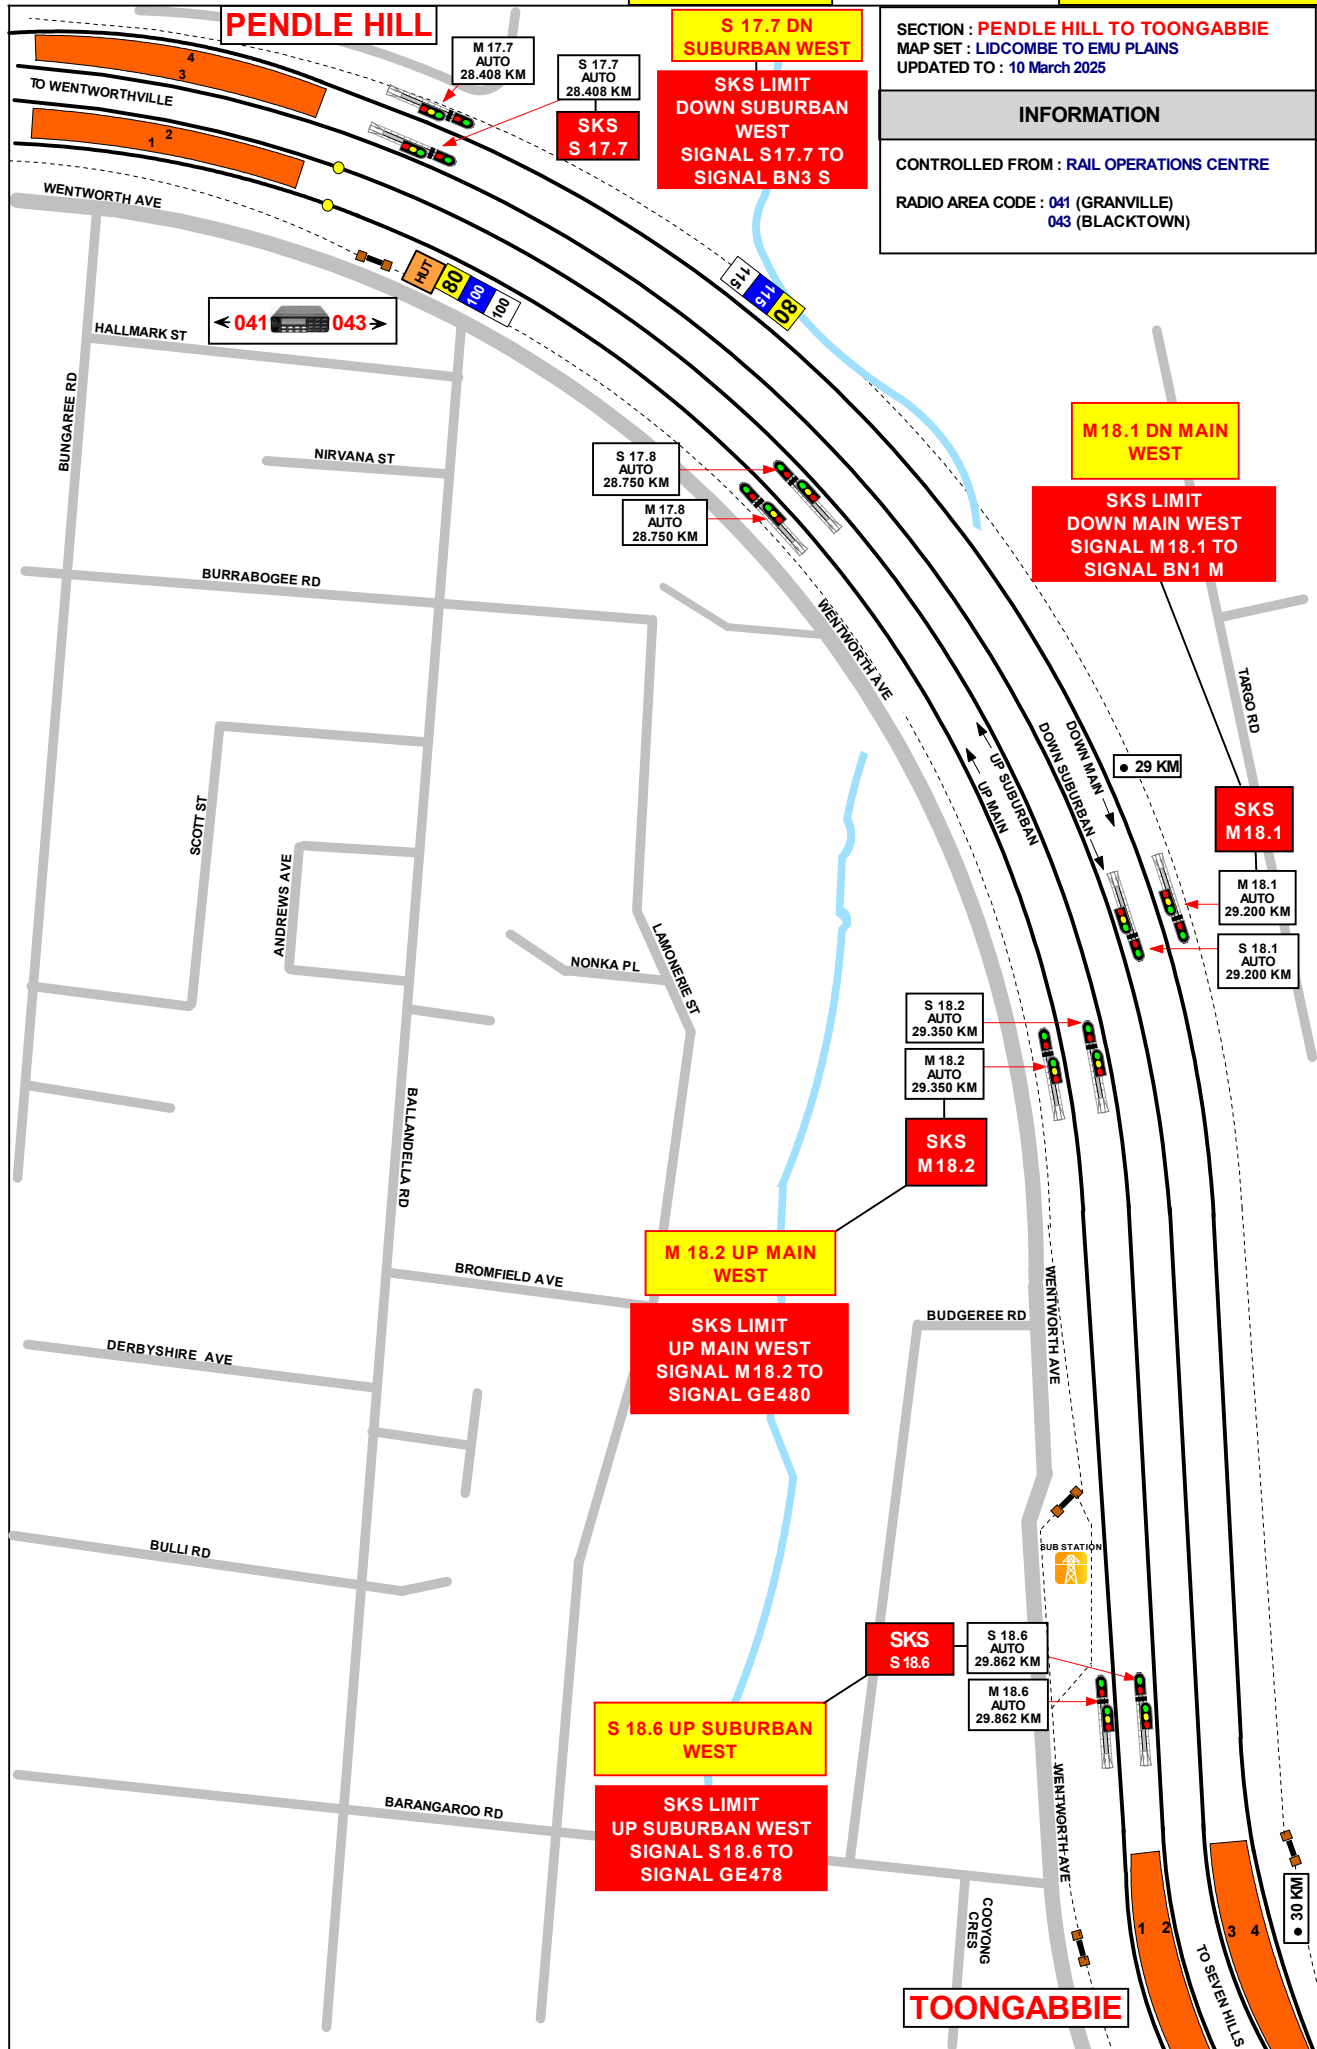 PENDLE HILL
S 17.7 DN
SUBURBAN WEST
SKS LIMIT
DOWN SUBURBAN
WEST
SIGNAL S17.7 TO
SIGNAL BN3 S
SECTION : PENDLE HILL TO TOONGABBIE
MAP SET : LIDCOMBE TO EMU PLAINS
UPDATED TO : 10 March 2025
INFORMATION
CONTROLLED FROM : RAIL OPERATIONS CENTRE
RADIO AREA CODE : 041 (GRANVILLE)
043 (BLACKTOWN)
M 17.7
AUTO
28.408 KM
S 17.7
AUTO
28.408 KM
SKS
S 17.7
4
3
TO WENTWORTHVILLE
2
1
WENTWORTH AVE
HUT
80
100
100
115
115
80
041
043
HALLMARK ST
BUNGAREE RD
NIRVANA ST
S 17.8
AUTO
28.750 KM
M 17.8
AUTO
28.750 KM
M 18.1 DN MAIN
WEST
SKS LIMIT
DOWN MAIN WEST
SIGNAL M18.1 TO
SIGNAL BN1 M
BURRABOGEE RD
WENTWORTH AVE
TARGO RD
DOWN MAIN
DOWN SUBURBAN
UP SUBURBAN
UP MAIN
29 KM
SKS
M18.1
M 18.1
AUTO
29.200 KM
S 18.1
AUTO
29.200 KM
SCOTT ST
ANDREWS AVE
LAMONERIE ST
NONKA PL
S 18.2
AUTO
29.350 KM
M 18.2
AUTO
29.350 KM
SKS
M18.2
BALLANDELLA RD
M 18.2 UP MAIN
WEST
SKS LIMIT
UP MAIN WEST
SIGNAL M18.2 TO
SIGNAL GE480
BROMFIELD AVE
WENTWORTH AVE
BUDGEREE RD
DERBYSHIRE AVE
BULLI RD
SUB STATION
SKS
S 18.6
S 18.6
AUTO
29.862 KM
M 18.6
AUTO
29.862 KM
S 18.6 UP SUBURBAN
WEST
SKS LIMIT
UP SUBURBAN WEST
SIGNAL S18.6 TO
SIGNAL GE478
BARANGAROO RD
WENTWORTH AVE
COOYONG
CRES
1
2
3
4
30 KM
TO SEVEN HILLS
TOONGABBIE